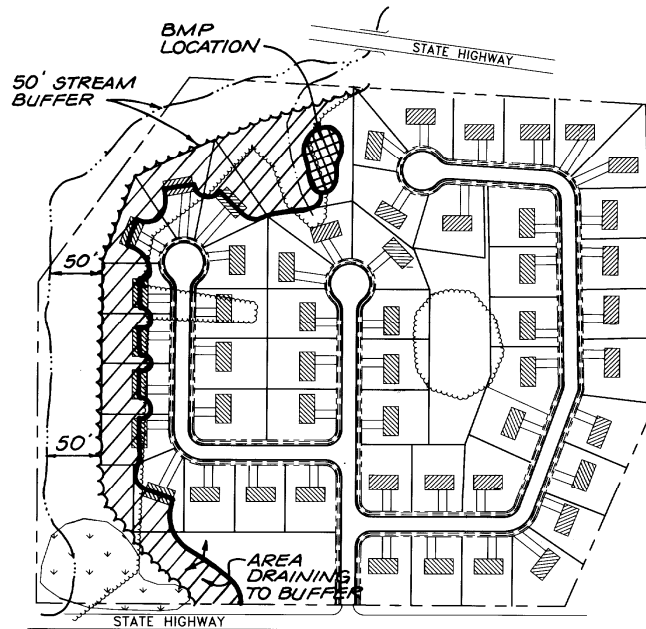 BMP
LOCATION
STATE HIGHWAY
50' STREAM
BUFFER
50'
50'
AREA
DRAINING
TO BUFFER
STATE HIGHWAY